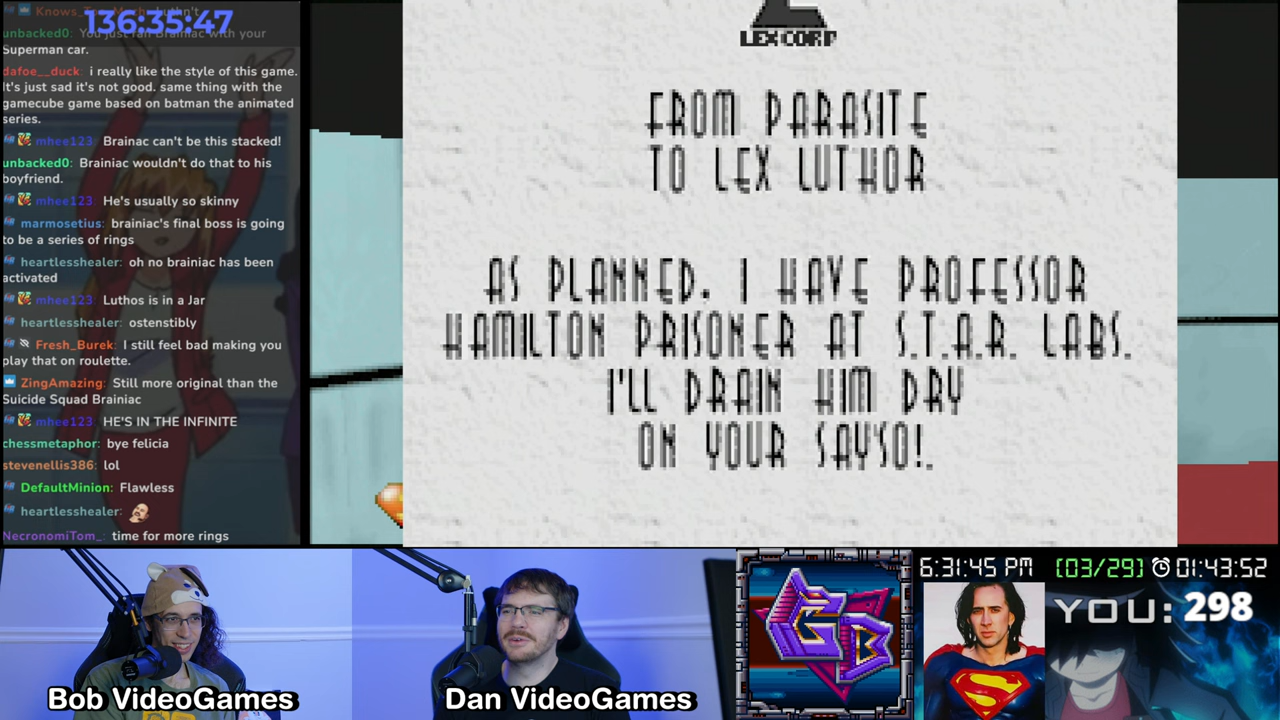 136:35:47
unbacked0: You just ran Brainiac with your
Superman car.
dafoe__duck: i really like the style of this game.
It's just sad it's not good. same thing with the
gamecube game based on batman the animated
series.
mhee123: Brainac can't be this stacked!
unbacked0: Brainiac wouldn't do that to his
boyfriend.
mhee123: He's usually so skinny
marmosetius: brainiac's final boss is going
to be a series of rings
heartlesshealer: oh no brainiac has been
activated
mhee123: Luthos is in a Jar
heartlesshealer: ostenstibly
Fresh_Burek: I still feel bad making you
play that on roulette.
ZingAmazing: Still more original than the
Suicide Squad Brainiac
mhee123: HE'S IN THE INFINITE
chessmetaphor: bye felicia
stevenellis386: lol
DefaultMinion: Flawless
heartlesshealer:
NecronomiTom_: time for more rings
LEXCORP
FROM PARASITE
TO LEX LUTHOR
AS PLANNED. I HAVE PROFESSOR
HAMILTON PRISONER AT S.T.A.R. LABS.
I'LL DRAIN HIM DRY
ON YOUR SAY'SO!.
Bob VideoGames
Dan VideoGames
GB
6:31:45 PM [03/29] 01:43:52
YOU: 298
S